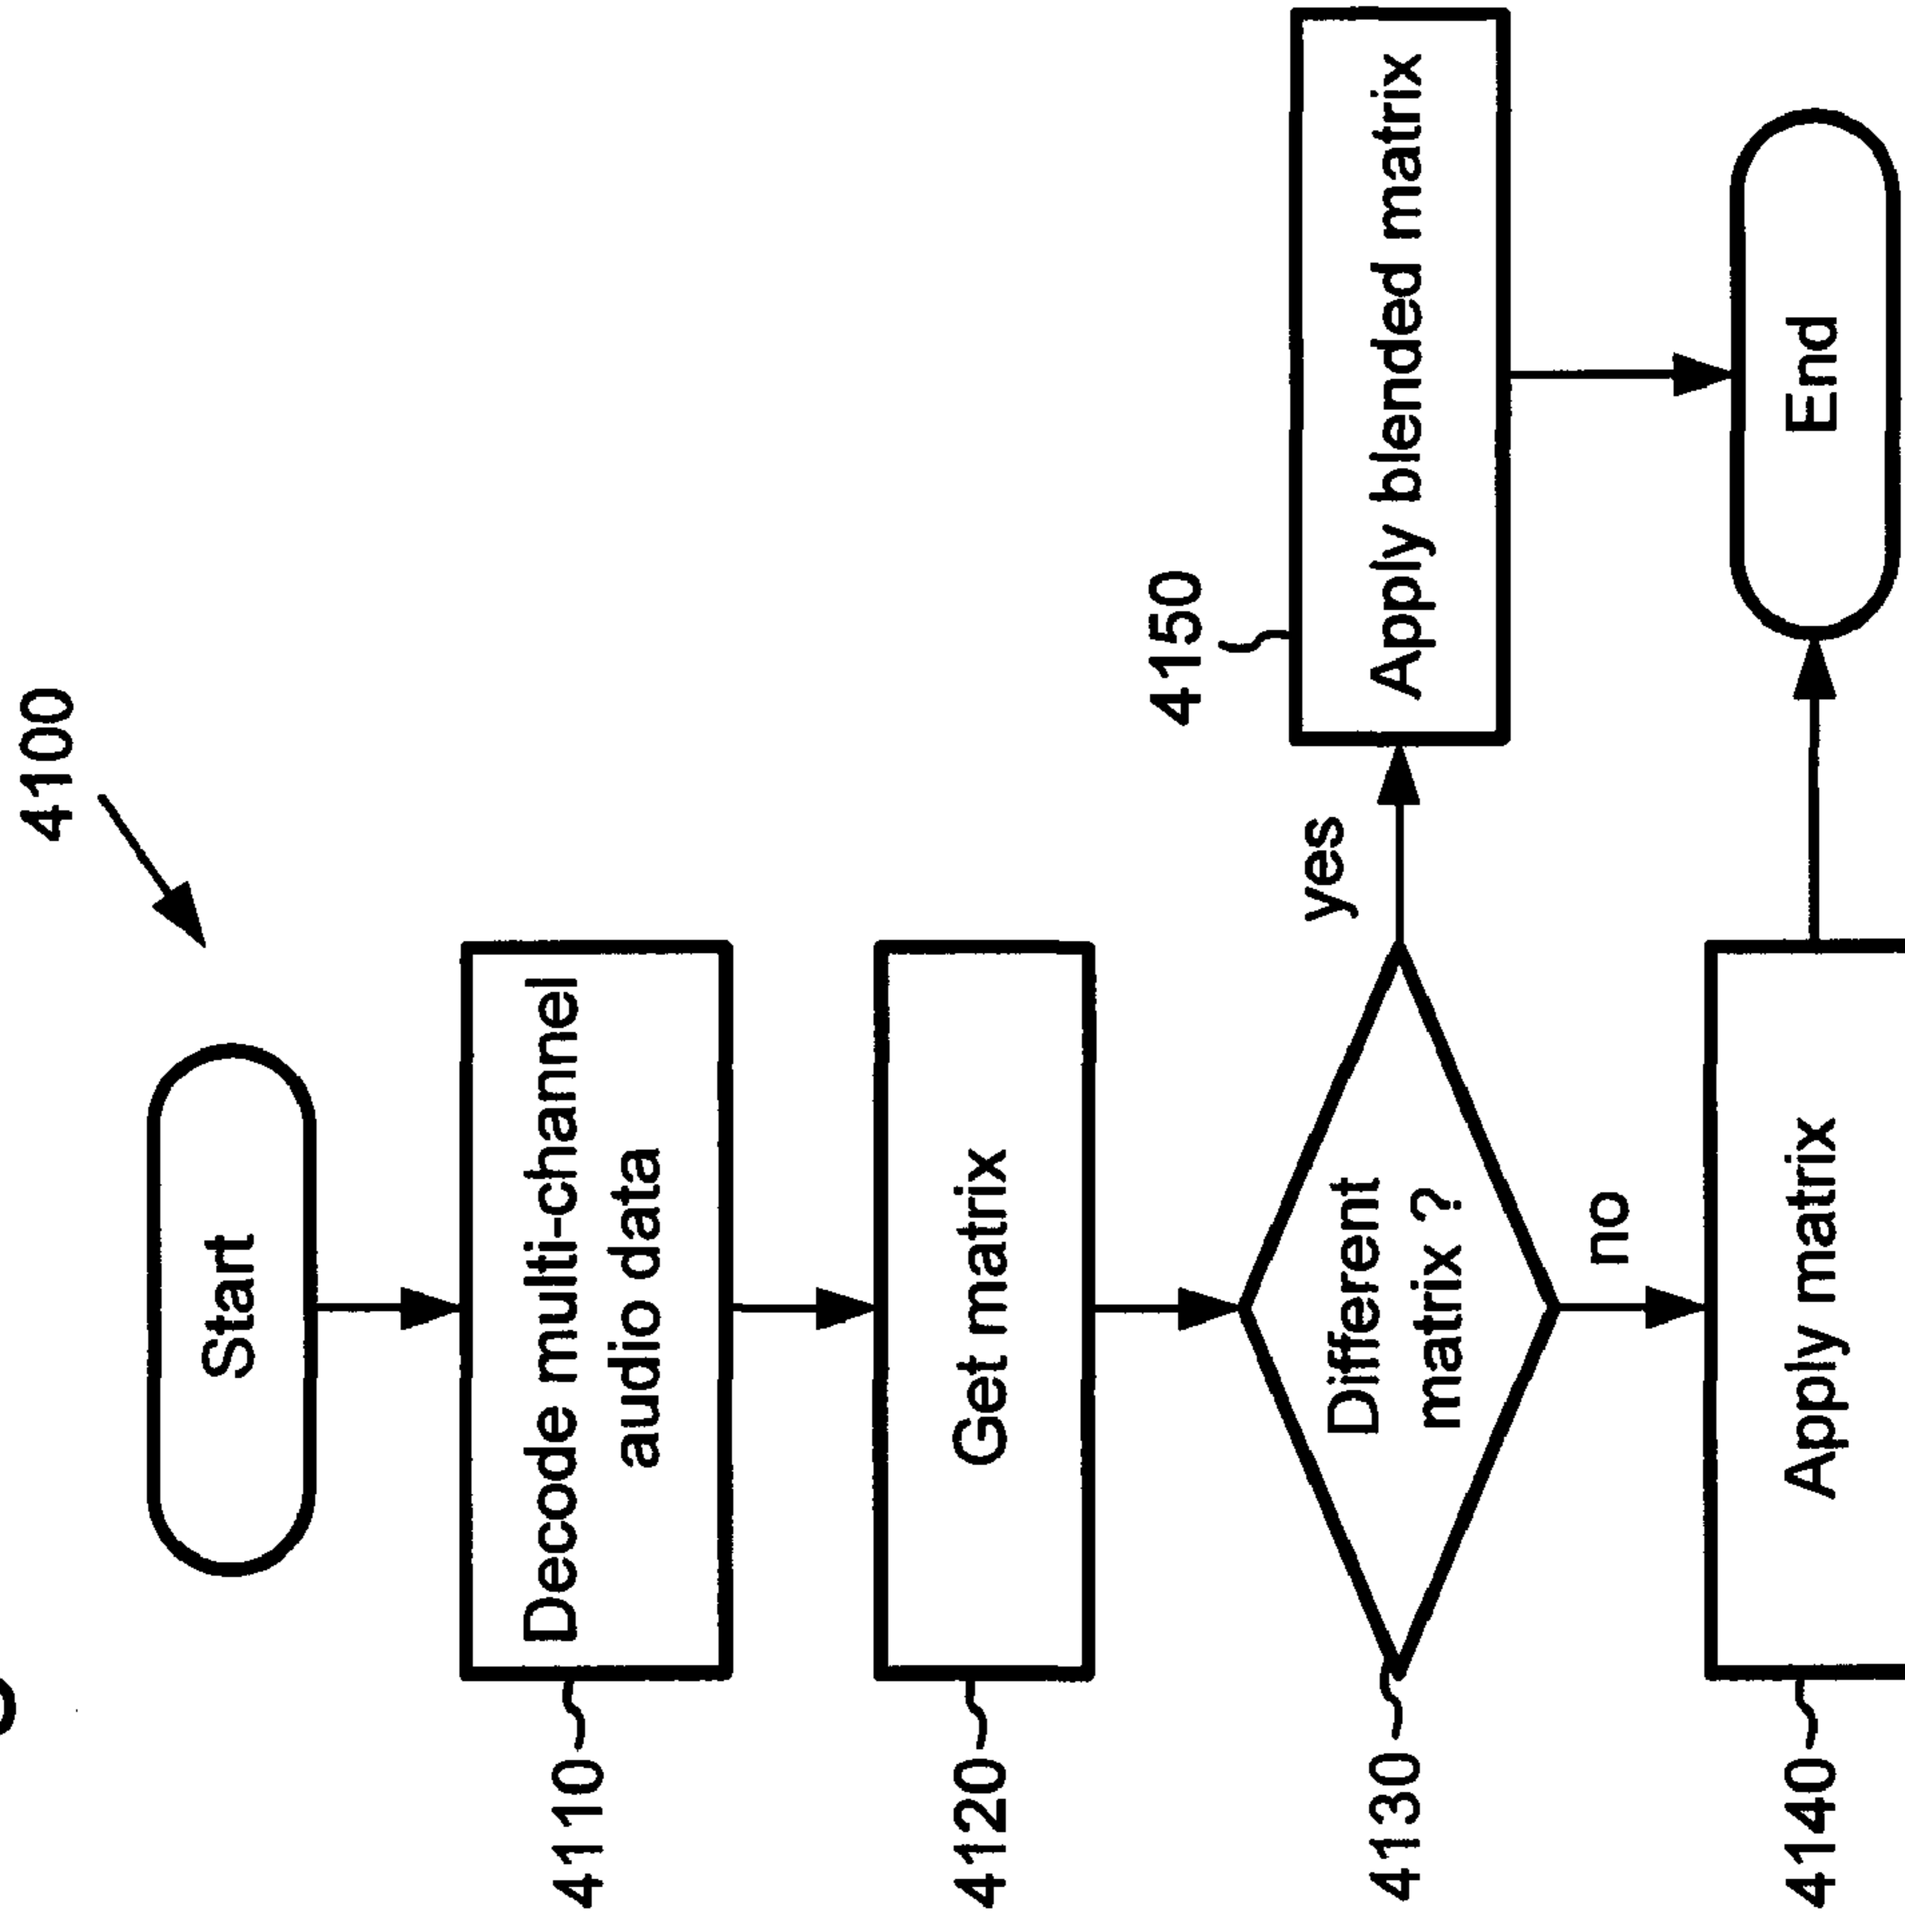 4100
Start
4110
Decode multi-channel
audio data
4120
Get matrix
4130
Different
matrix ?
yes
4150
Apply blended matrix
no
4140
Apply matrix
End